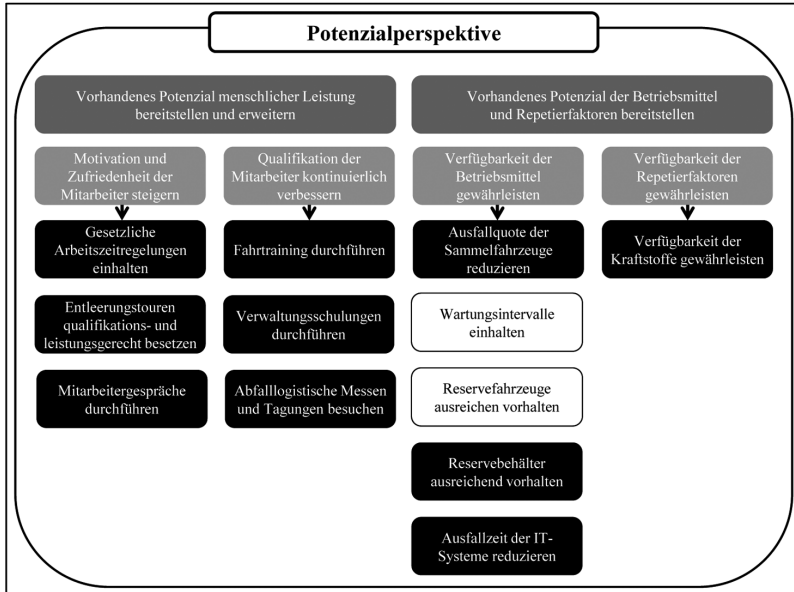 Potenzialperspektive
Vorhandenes Potenzial menschlicher Leistung
bereitstellen und erweitern
Vorhandenes Potenzial der Betriebsmittel
und Repetierfaktoren bereitstellen
Motivation und
Zufriedenheit der
Mitarbeiter steigern
Qualifikation der
Mitarbeiter kontinuierlich
verbessern
Verfügbarkeit der
Betriebsmittel
gewährleisten
Verfügbarkeit der
Repetierfaktoren
gewährleisten
Gesetzliche
Arbeitszeitregelungen
einhalten
Fahrtraining durchführen
Ausfallquote der
Sammelfahrzeuge
reduzieren
Verfügbarkeit der
Kraftstoffe gewährleisten
Entleerungstouren
qualifikations- und
leistungsgerecht besetzen
Verwaltungsschulungen
durchführen
Wartungsintervalle
einhalten
Mitarbeitergespräche
durchführen
Abfalllogistische Messen
und Tagungen besuchen
Reservefahrzeuge
ausreichen vorhalten
Reservebehälter
ausreichend vorhalten
Ausfallzeit der IT-
Systeme reduzieren